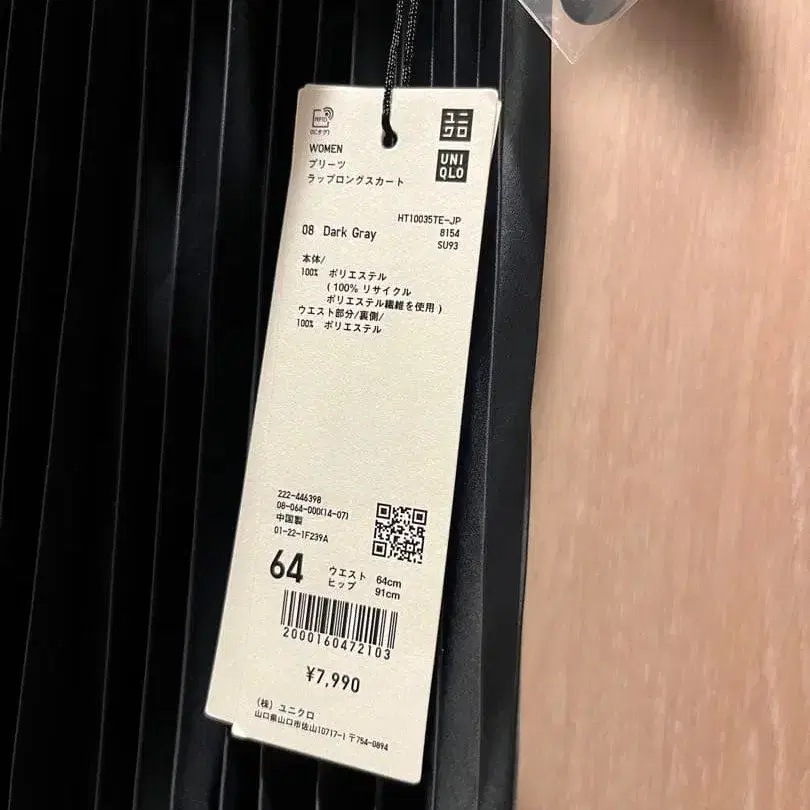 RFID
(ICタグ)
ユニ
クロ
UNI
QLO
WOMEN
プリーツ
ラップロングスカート
HT10035TE-JP
08 Dark Gray 8154
SU93
本体/
100% ポリエステル
( 100% リサイクル
ポリエステル繊維を使用 )
ウエスト部分/裏側/
100% ポリエステル
222-446398
08-064-000(14-07)
中国製
01-22-1F239A
64 ウエスト 64cm
ヒップ 91cm
2000160472103
¥7,990
(株) ユニクロ
山口県山口市佐山10717-1 〒754-0894